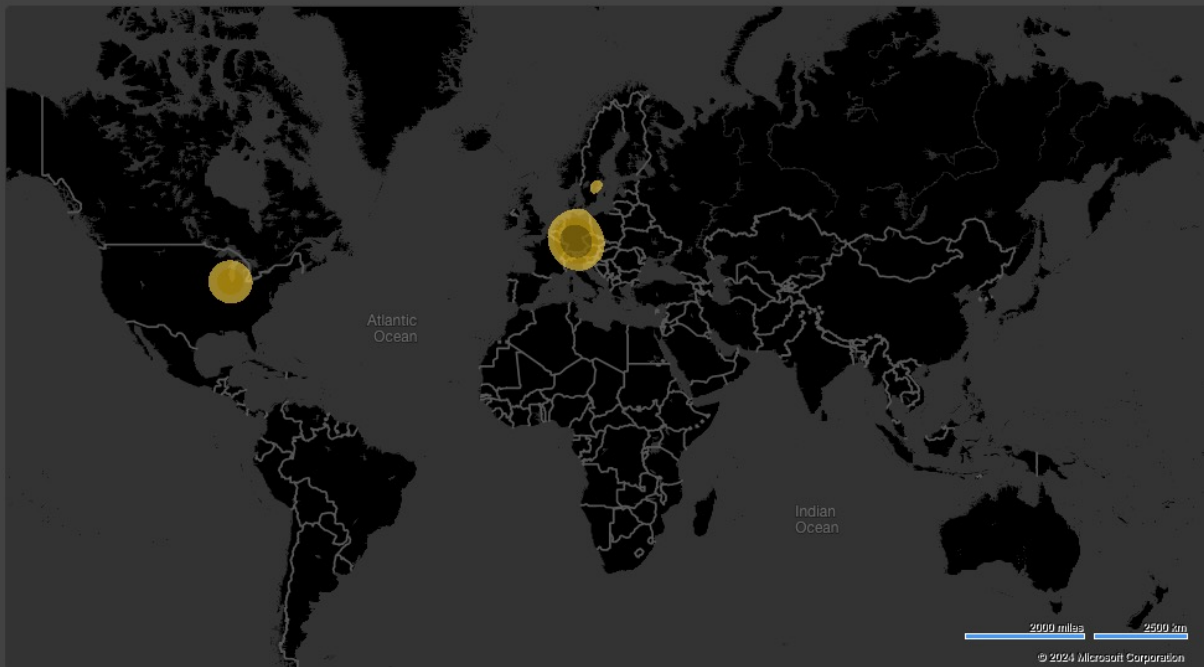 Atlantic
Ocean
Indian
Ocean
2000 miles
2500 km
© 2024 Microsoft Corporation